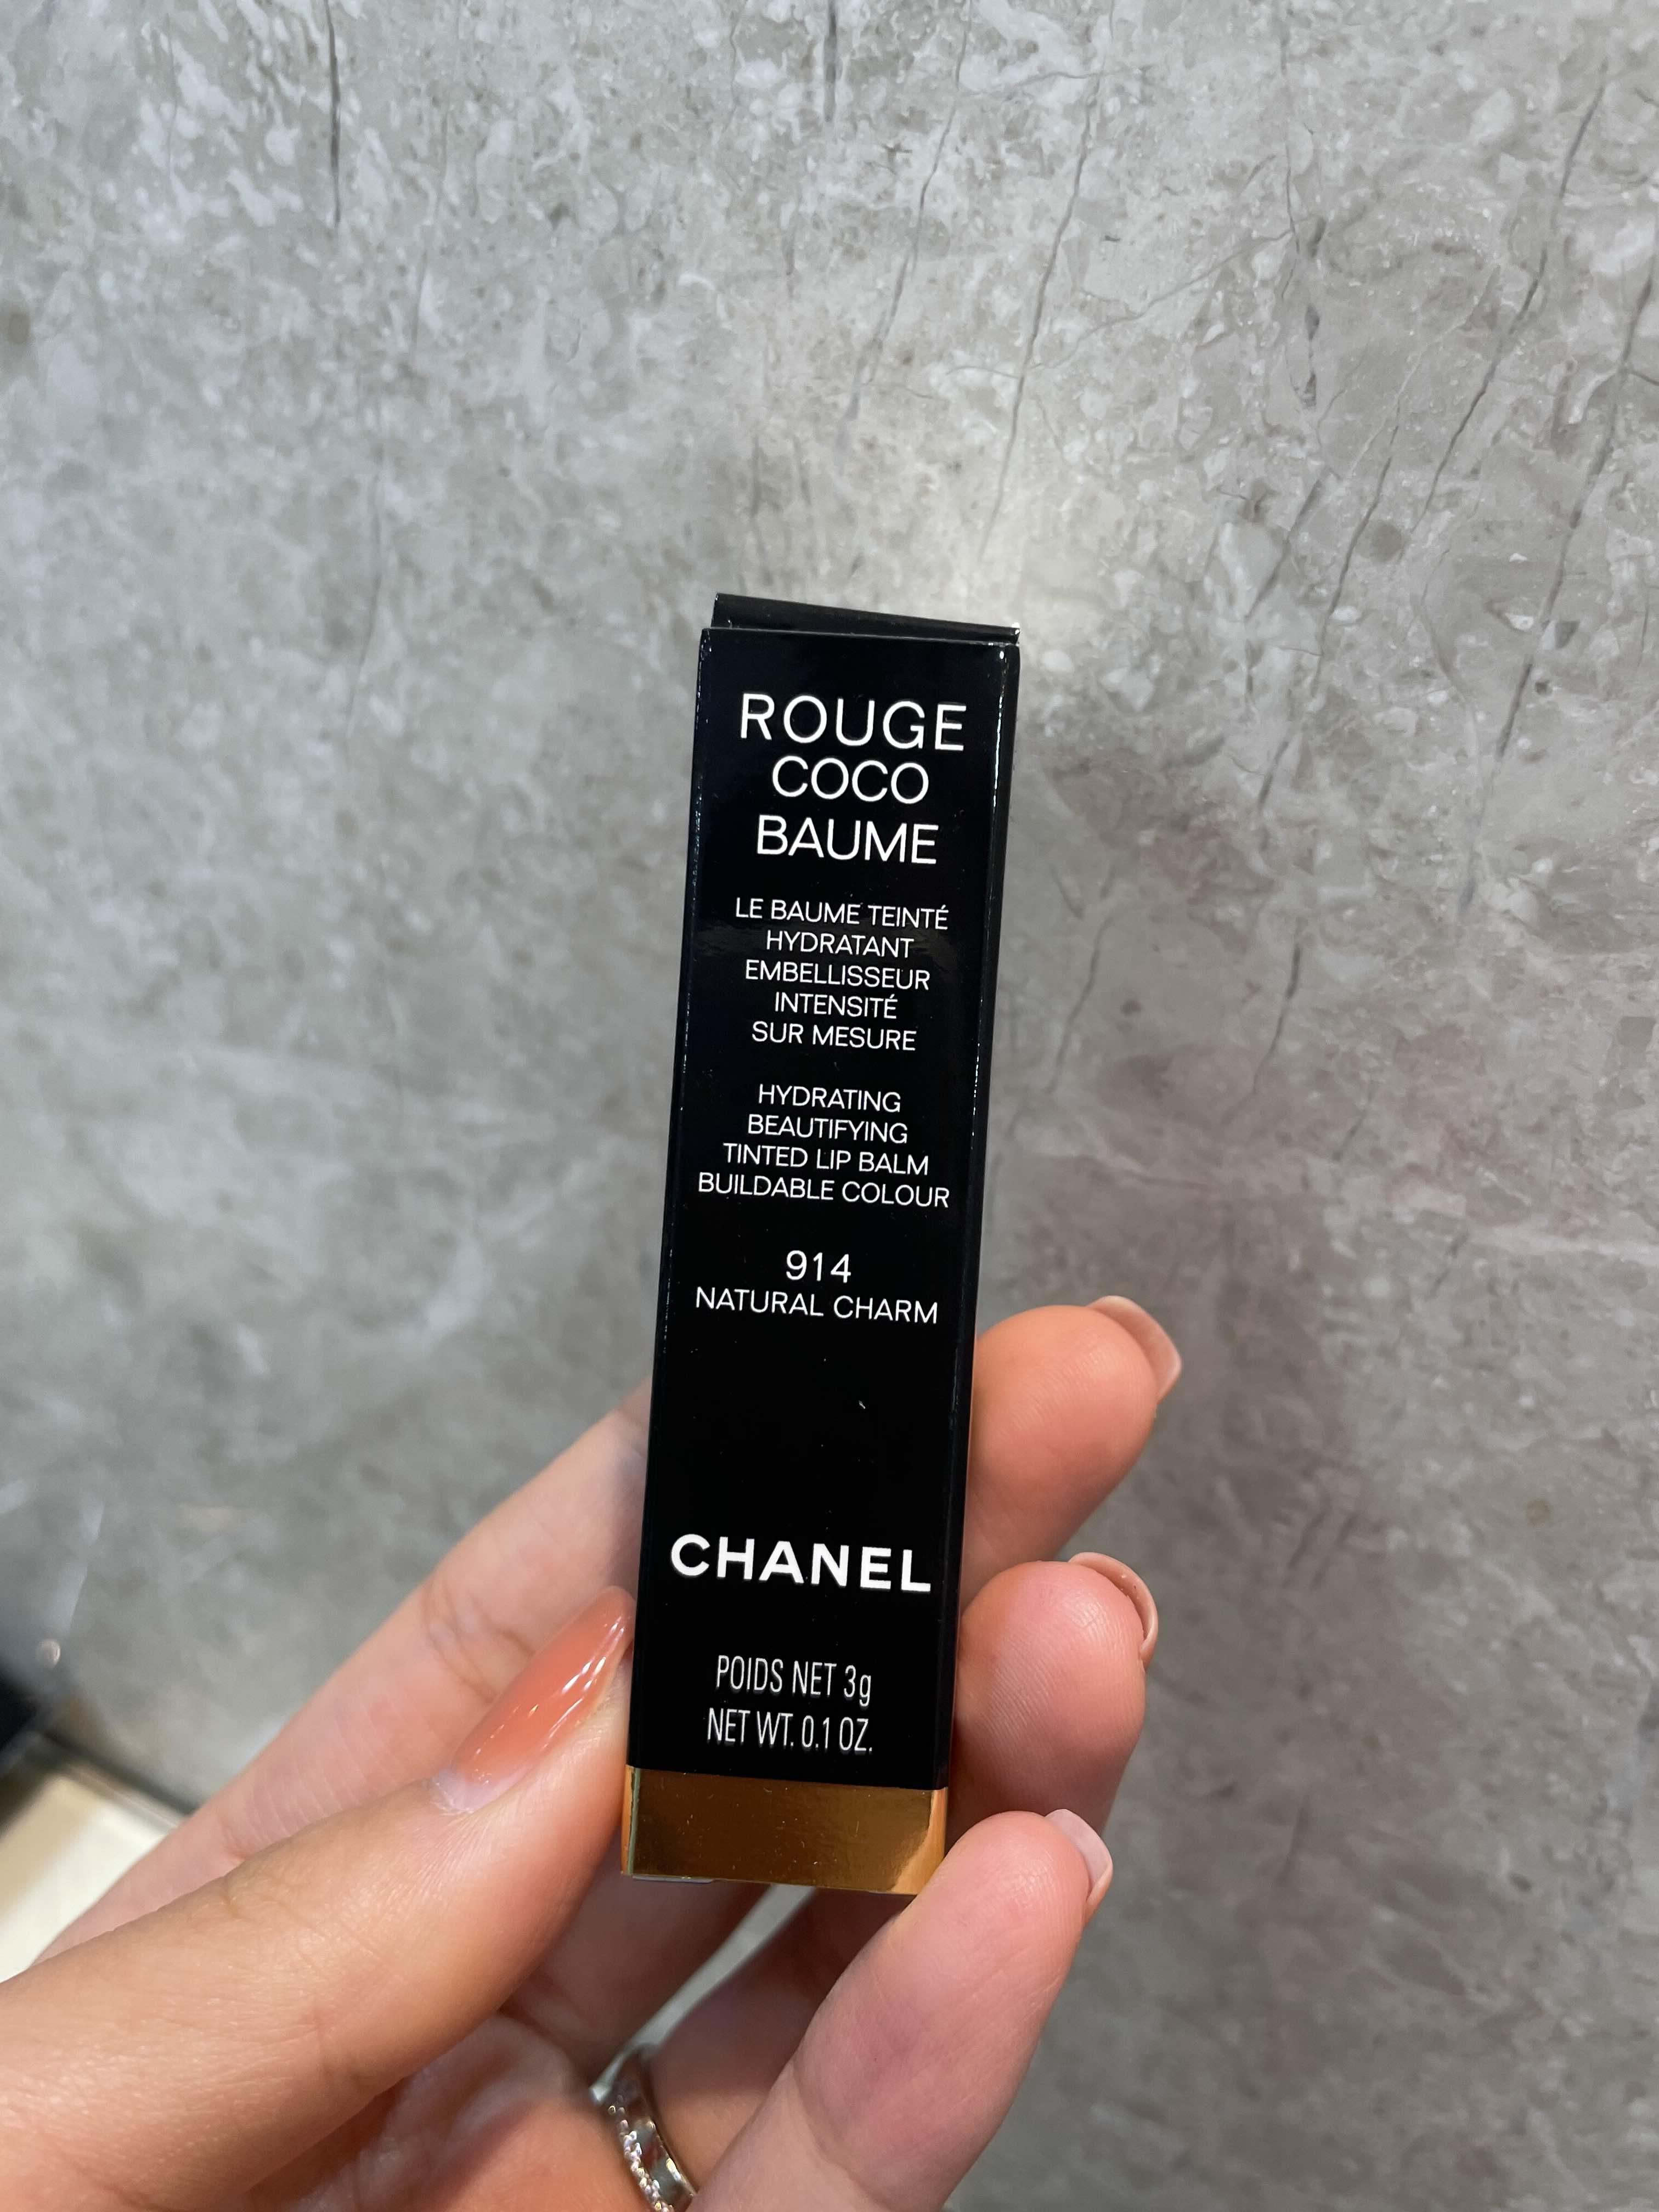 ROUGE
COCO
BAUME
LE BAUME TEINTÉ
HYDRATANT
EMBELLISSEUR
INTENSITÉ
SUR MESURE
HYDRATING
BEAUTIFYING
TINTED LIP BALM
BUILDABLE COLOUR
914
NATURAL CHARM
CHANEL
POIDS NET 3g
NET WT. 0.1 OZ.